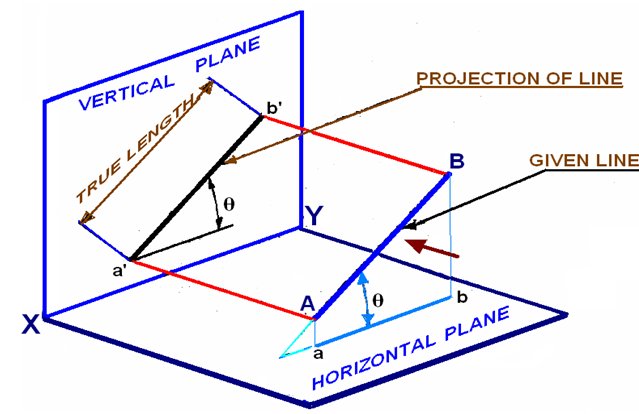 VERTICAL PLANE
PROJECTION OF LINE
b'
TRUE LENGTH
B
GIVEN LINE
θ
Y
a'
A
θ
b
X
a
HORIZONTAL PLANE